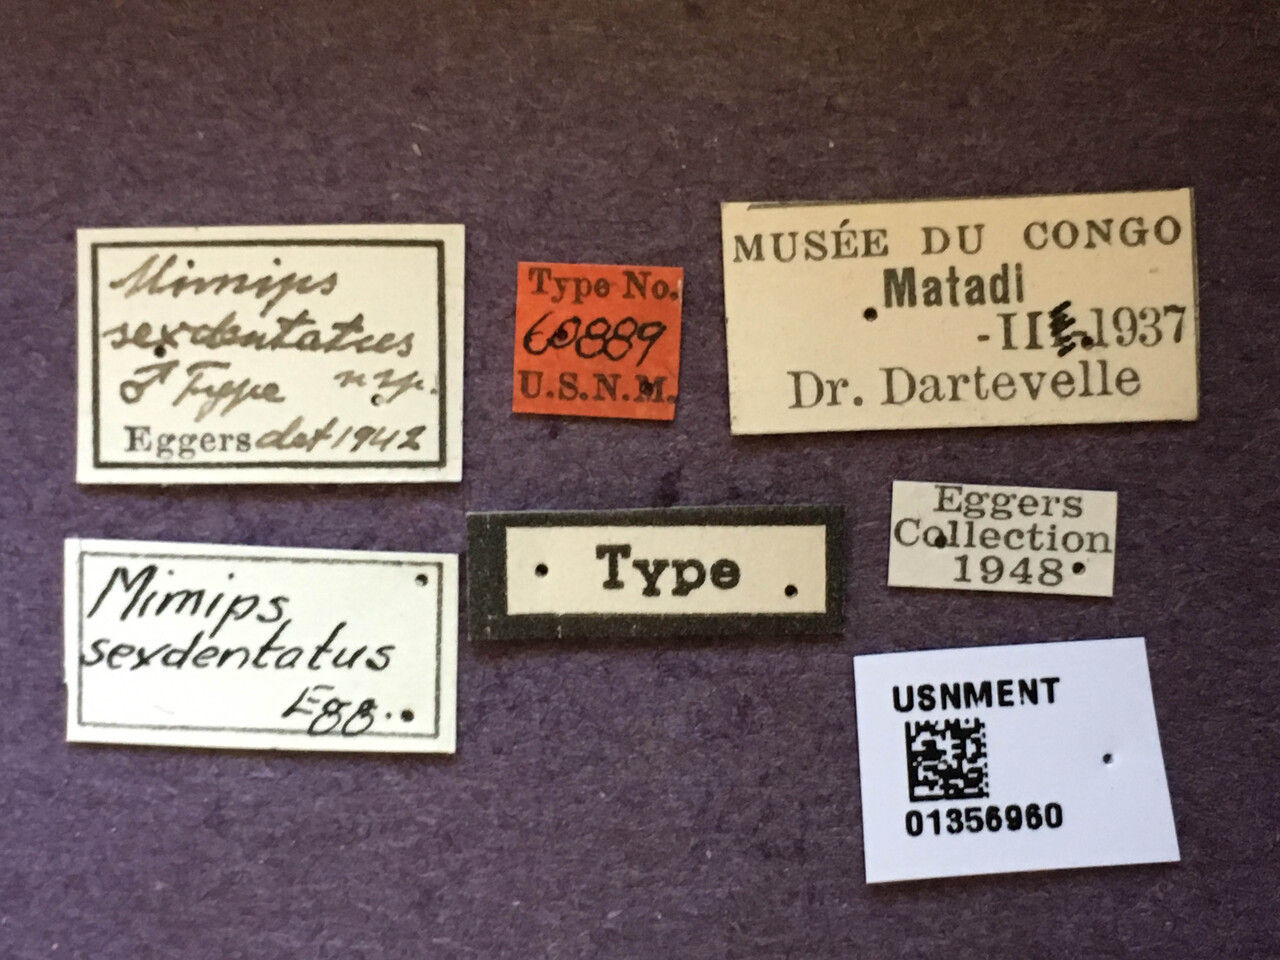 Mimips
sexdentatus
♂ Type n. sp.
Eggers det 1942
Type No.
60889
U.S.N.M.
MUSÉE DU CONGO
Matadi
-II.1937
Dr. Dartevelle
Mimips
sexdentatus
Egg.
Type
Eggers
Collection
1948
USNMENT
01356960